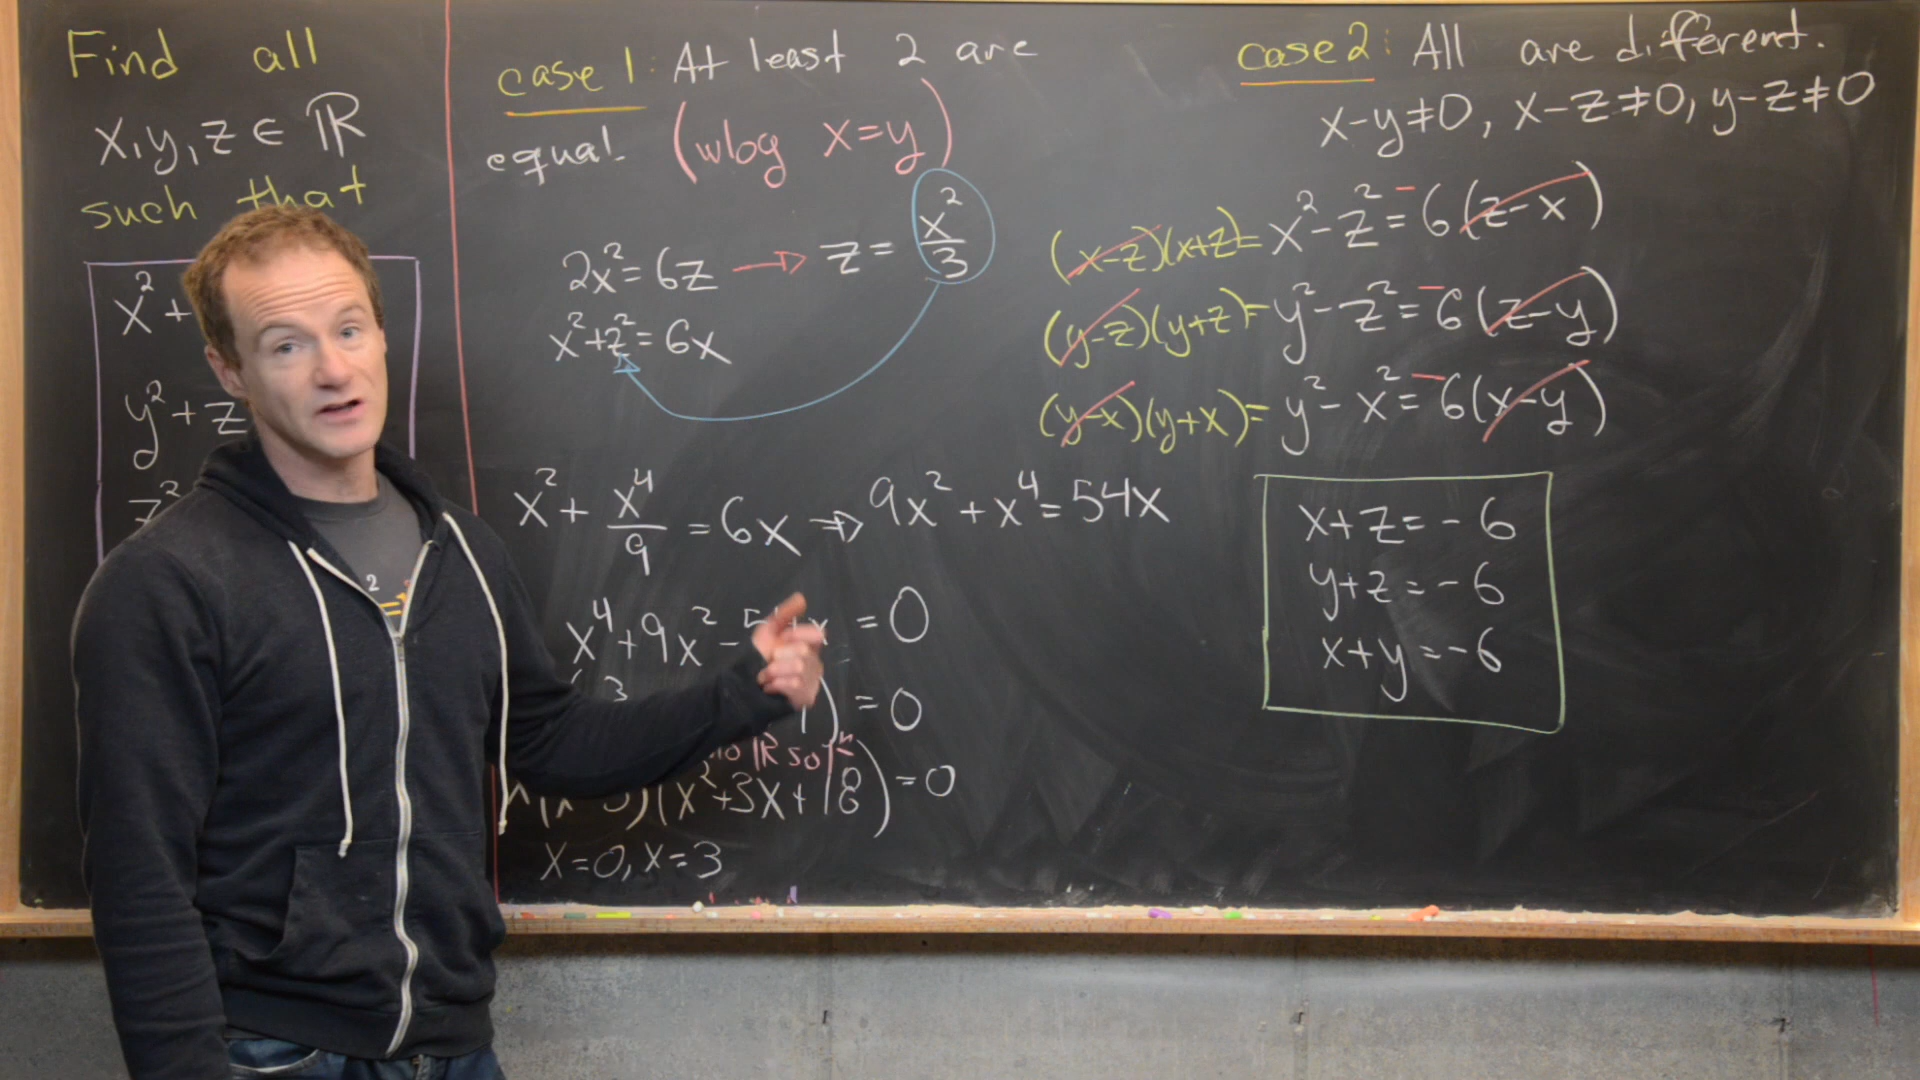 Find all
x, y, z ∈ ℝ
such that
x² +
y² + z
z²
case 1: At least 2 are
equal. (wlog x=y)
2x² = 6z → z = x²/3
x²+z² = 6x
x² + x⁴/9 = 6x ⇒ 9x² + x⁴ = 54x
x⁴ + 9x² - 54x = 0
= 0
no ℝ solⁿ
(x²+3x+18) = 0
x=0, x=3
case 2: All are different.
x-y≠0, x-z≠0, y-z≠0
(x-z)(x+z) = x² - z² = -6(z-x)
(y-z)(y+z) = y² - z² = -6(z-y)
(y-x)(y+x) = y² - x² = -6(x-y)
x+z = -6
y+z = -6
x+y = -6